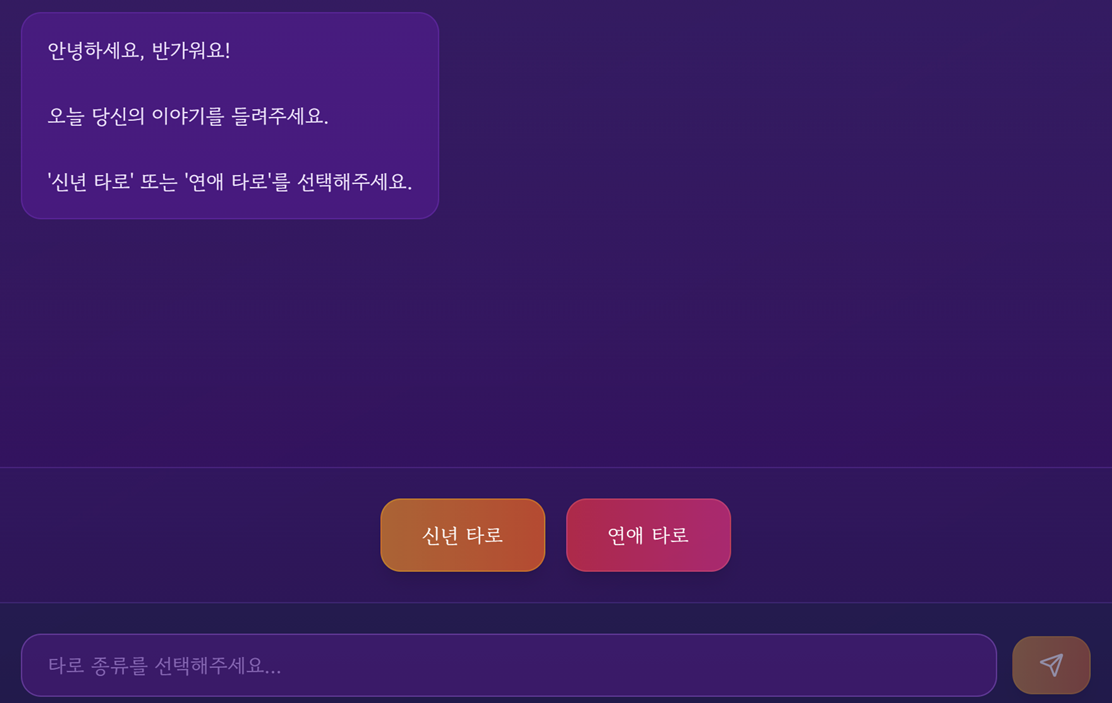 안녕하세요, 반가워요!
오늘 당신의 이야기를 들려주세요.
'신년 타로' 또는 '연애 타로'를 선택해주세요.
신년 타로
연애 타로
타로 종류를 선택해주세요...